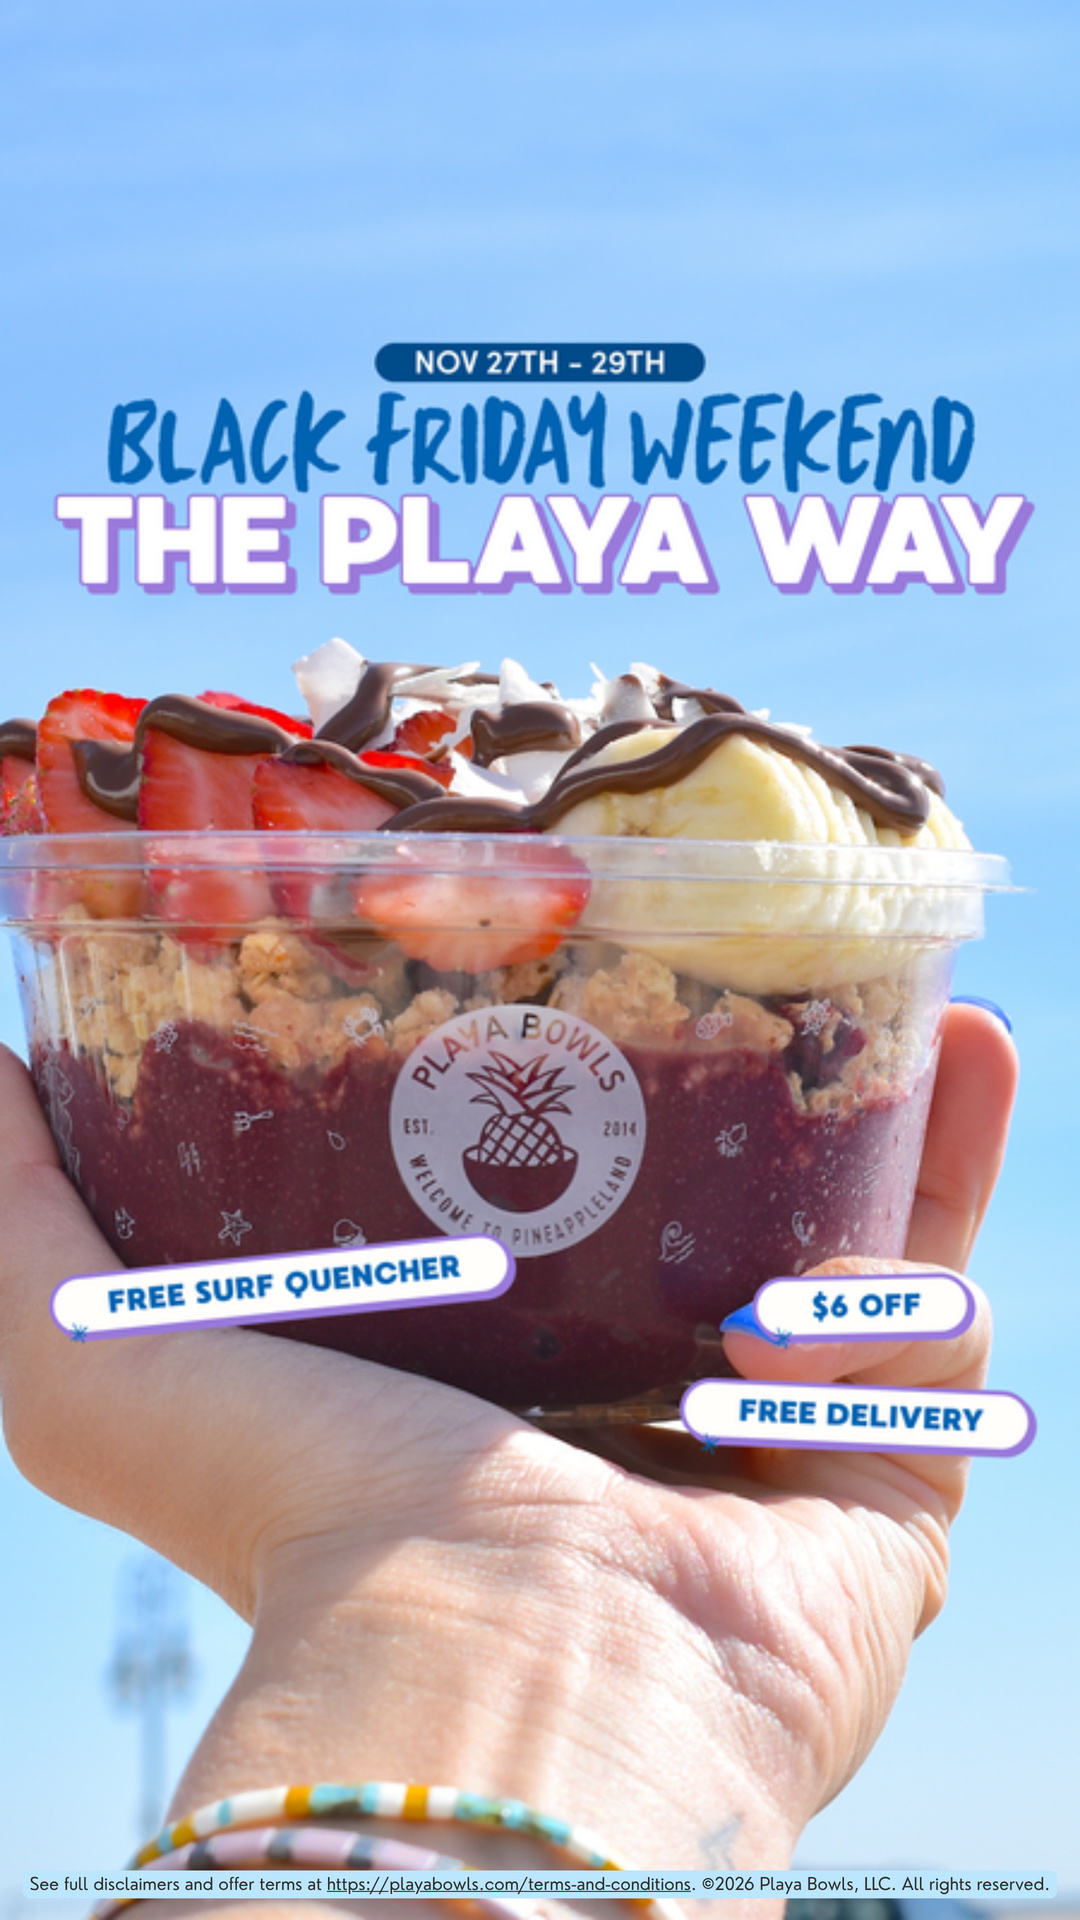 NOV 27TH - 29TH
BLACK FRIDAY WEEKEND
THE PLAYA WAY
PLAYA BOWLS
EST. 2014
WELCOME TO PINEAPPLELAND
FREE SURF QUENCHER
$6 OFF
FREE DELIVERY
See full disclaimers and offer terms at https://playabowls.com/terms-and-conditions. ©2026 Playa Bowls, LLC. All rights reserved.